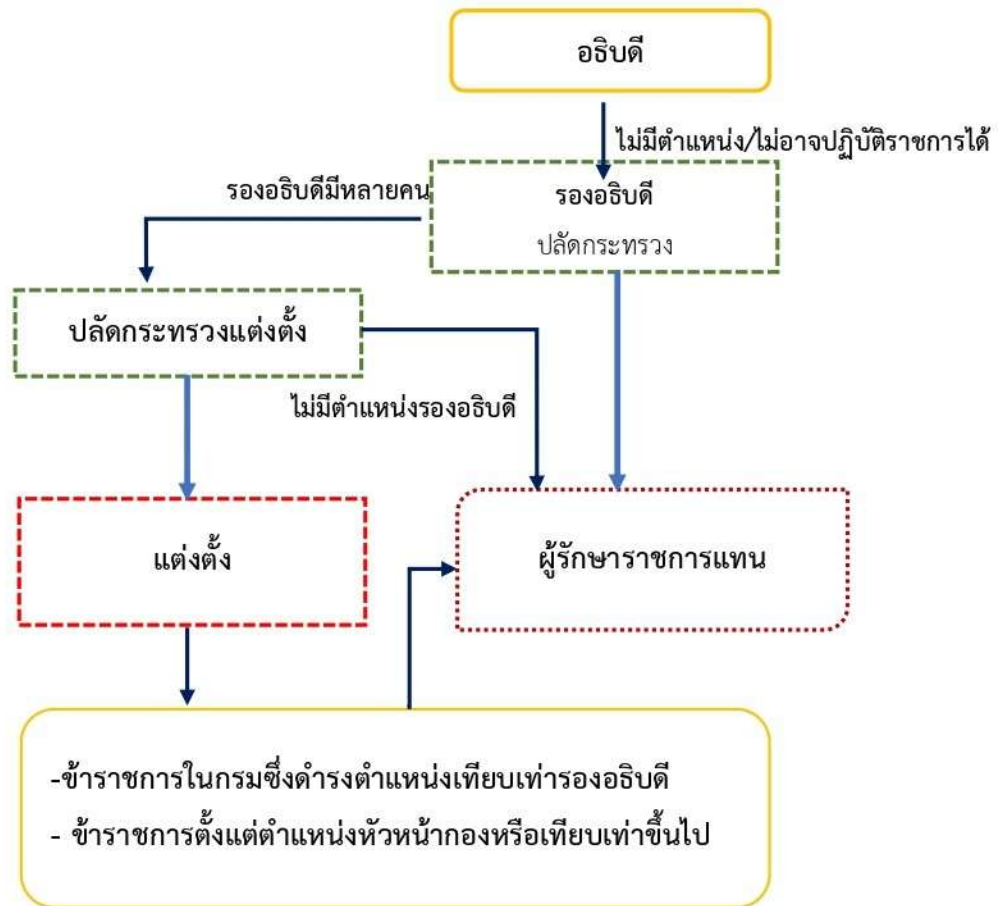 อธิบดี
ไม่มีตำแหน่ง/ไม่อาจปฏิบัติราชการได้
รองอธิบดีมีหลายคน
รองอธิบดี
ปลัดกระทรวง
ปลัดกระทรวงแต่งตั้ง
ไม่มีตำแหน่งรองอธิบดี
แต่งตั้ง
ผู้รักษาราชการแทน
-ข้าราชการในกรมซึ่งดำรงตำแหน่งเทียบเท่ารองอธิบดี
- ข้าราชการตั้งแต่ตำแหน่งหัวหน้ากองหรือเทียบเท่าขึ้นไป